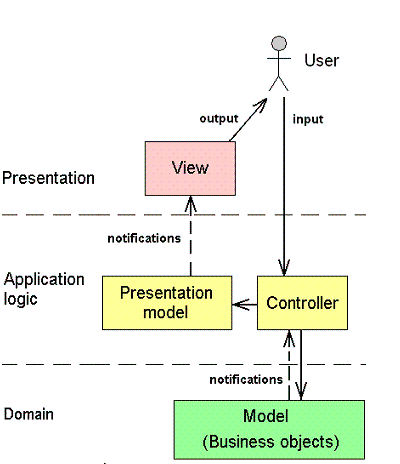 User
output
input
View
Presentation
notifications
Application
logic
Presentation
model
Controller
notifications
Domain
Model
(Business objects)